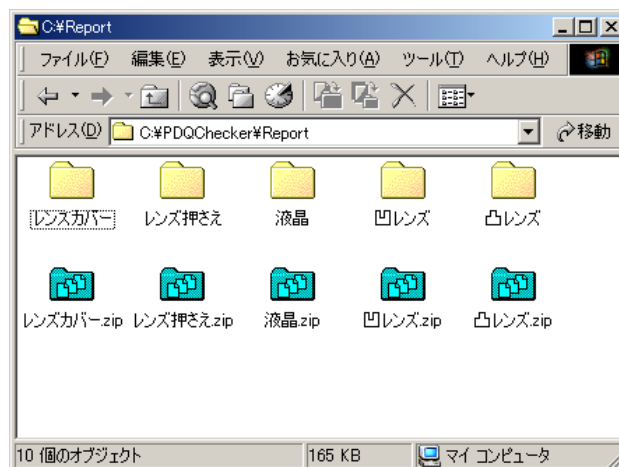 C:¥Report
ファイル(F) 編集(E) 表示(V) お気に入り(A) ツール(T) ヘルプ(H)
アドレス(D) C:¥PDQChecker¥Report 移動
レンズカバー レンズ押さえ 液晶 凹レンズ 凸レンズ
レンズカバー.zip レンズ押さえ.zip 液晶.zip 凹レンズ.zip 凸レンズ.zip
10 個のオブジェクト 165 KB マイ コンピュータ